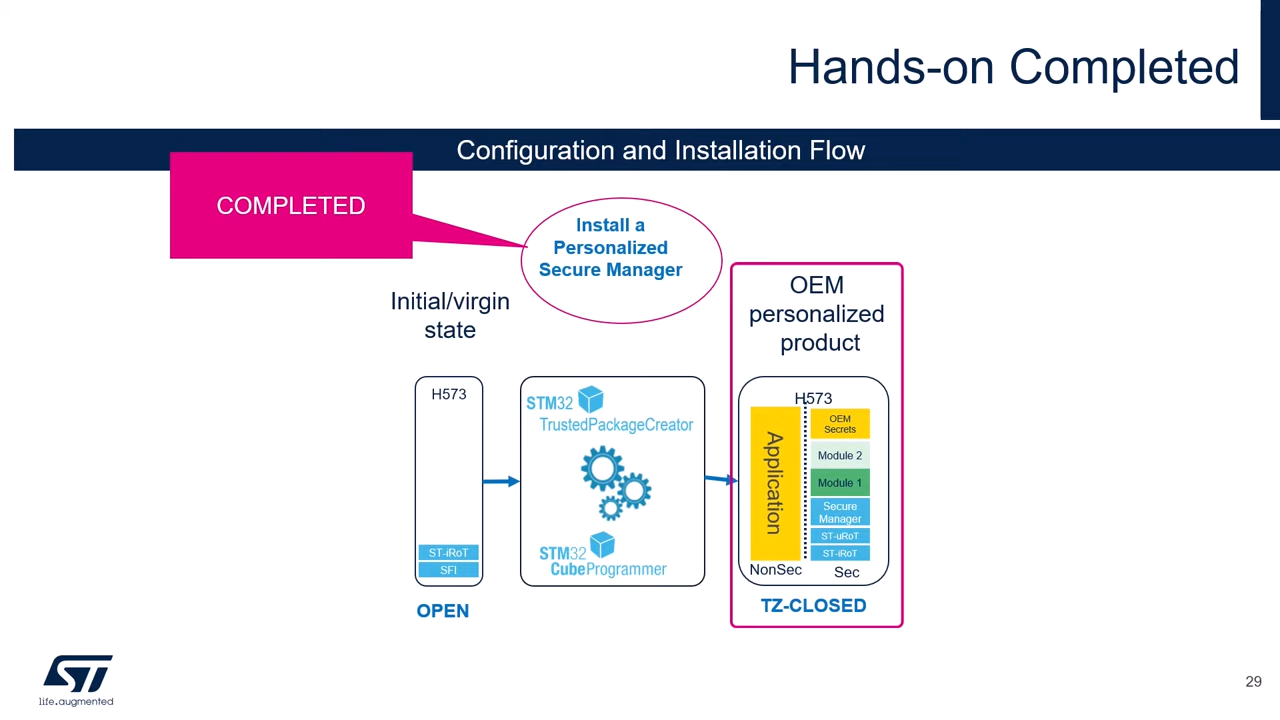 Hands-on Completed
Configuration and Installation Flow
COMPLETED
Install a
Personalized
Secure Manager
Initial/virgin
state
OEM
personalized
product
H573
ST-iRoT
SFI
OPEN
STM32
TrustedPackageCreator
STM32
CubeProgrammer
H573
Application
NonSec
OEM
Secrets
Module 2
Module 1
Secure
Manager
ST-uRoT
ST-iRoT
Sec
TZ-CLOSED
ST
life.augmented
29